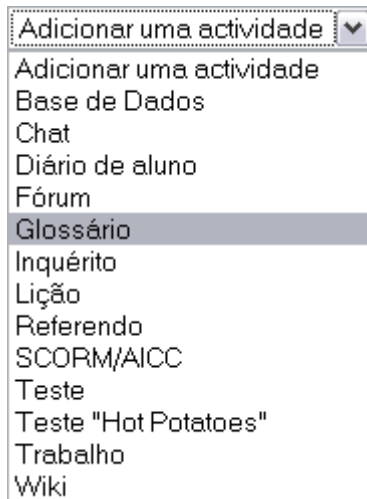 Adicionar uma actividade
Adicionar uma actividade
Base de Dados
Chat
Diário de aluno
Fórum
Glossário
Inquérito
Lição
Referendo
SCORM/AICC
Teste
Teste "Hot Potatoes"
Trabalho
Wiki